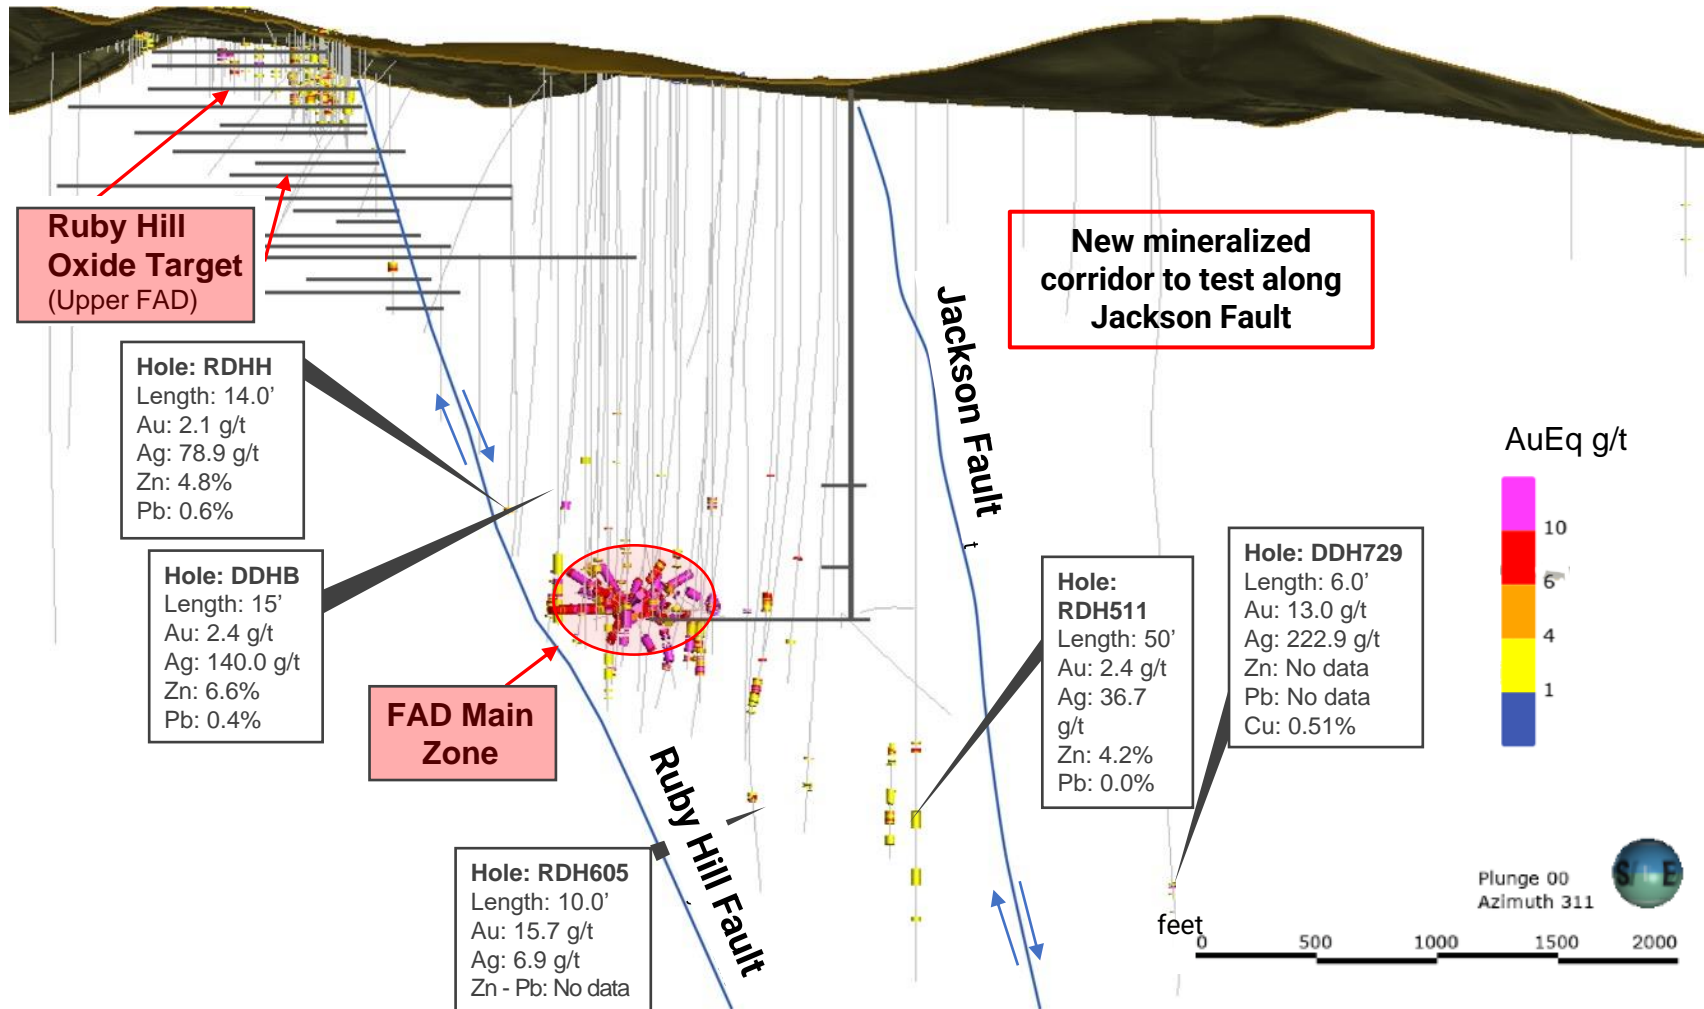 Ruby Hill
Oxide Target
(Upper FAD)
New mineralized
corridor to test along
Jackson Fault
Jackson Fault
t
Hole: RDHH
Length: 14.0’
Au: 2.1 g/t
Ag: 78.9 g/t
Zn: 4.8%
Pb: 0.6%
Hole: DDHB
Length: 15’
Au: 2.4 g/t
Ag: 140.0 g/t
Zn: 6.6%
Pb: 0.4%
FAD Main
Zone
Ruby Hill Fault
Hole: RDH605
Length: 10.0’
Au: 15.7 g/t
Ag: 6.9 g/t
Zn - Pb: No data
Hole:
RDH511
Length: 50’
Au: 2.4 g/t
Ag: 36.7
g/t
Zn: 4.2%
Pb: 0.0%
Hole: DDH729
Length: 6.0’
Au: 13.0 g/t
Ag: 222.9 g/t
Zn: No data
Pb: No data
Cu: 0.51%
AuEq g/t
10
6
4
1
Plunge 00
Azimuth 311
S E
feet
0 500 1000 1500 2000